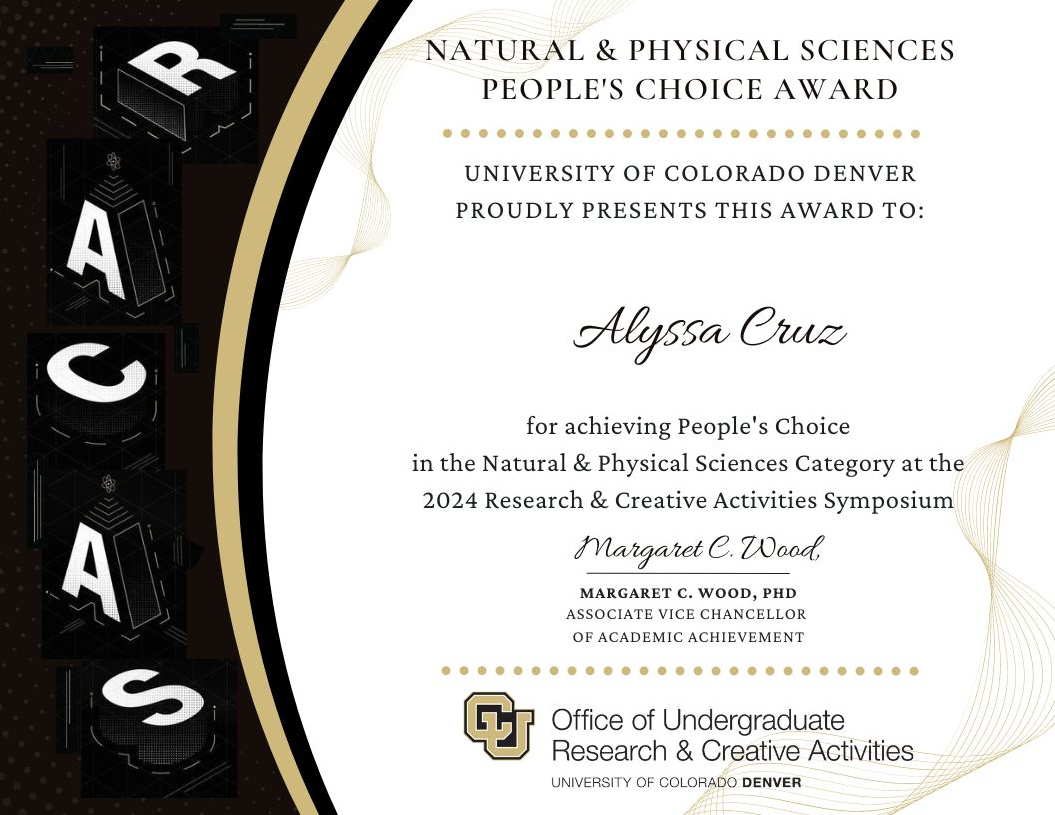 R
A
C
A
S
NATURAL & PHYSICAL SCIENCES
PEOPLE'S CHOICE AWARD
UNIVERSITY OF COLORADO DENVER
PROUDLY PRESENTS THIS AWARD TO:
Alyssa Cruz
for achieving People's Choice
in the Natural & Physical Sciences Category at the
2024 Research & Creative Activities Symposium
Margaret C. Wood,
MARGARET C. WOOD, PHD
ASSOCIATE VICE CHANCELLOR
OF ACADEMIC ACHIEVEMENT
CU
Office of Undergraduate
Research & Creative Activities
UNIVERSITY OF COLORADO DENVER